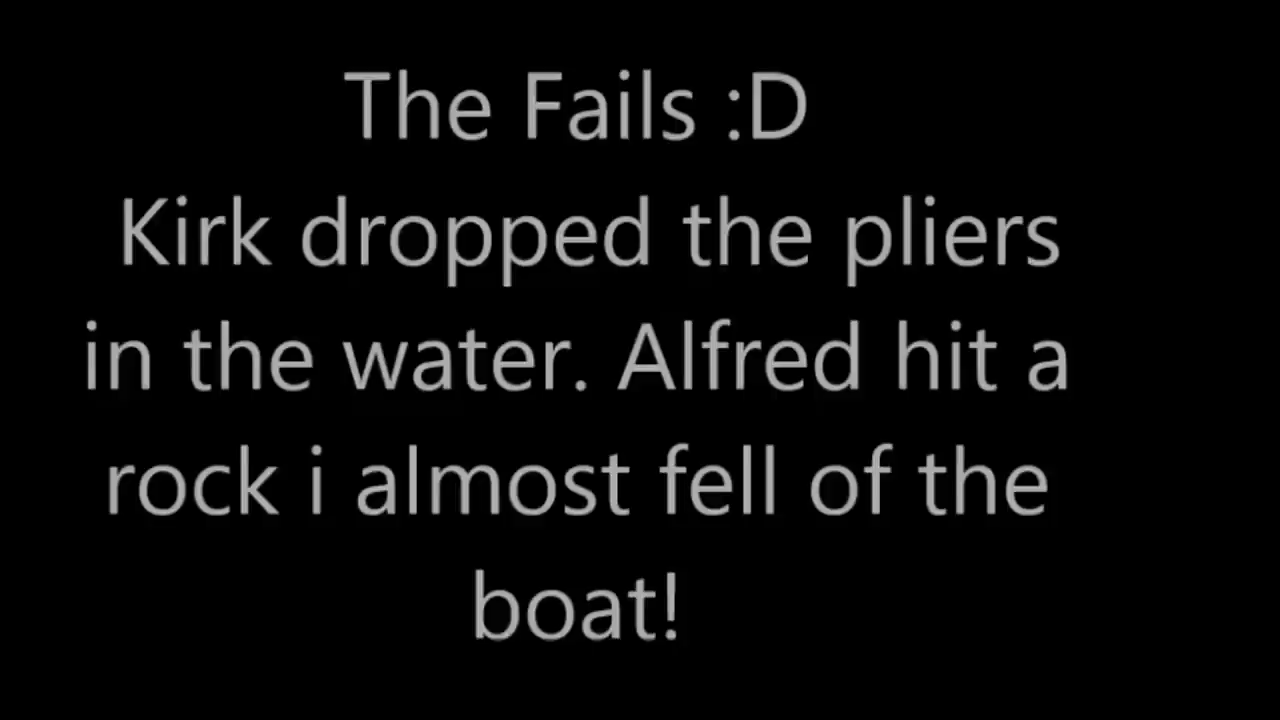 The Fails :D
Kirk dropped the pliers
in the water. Alfred hit a
rock i almost fell of the
boat!